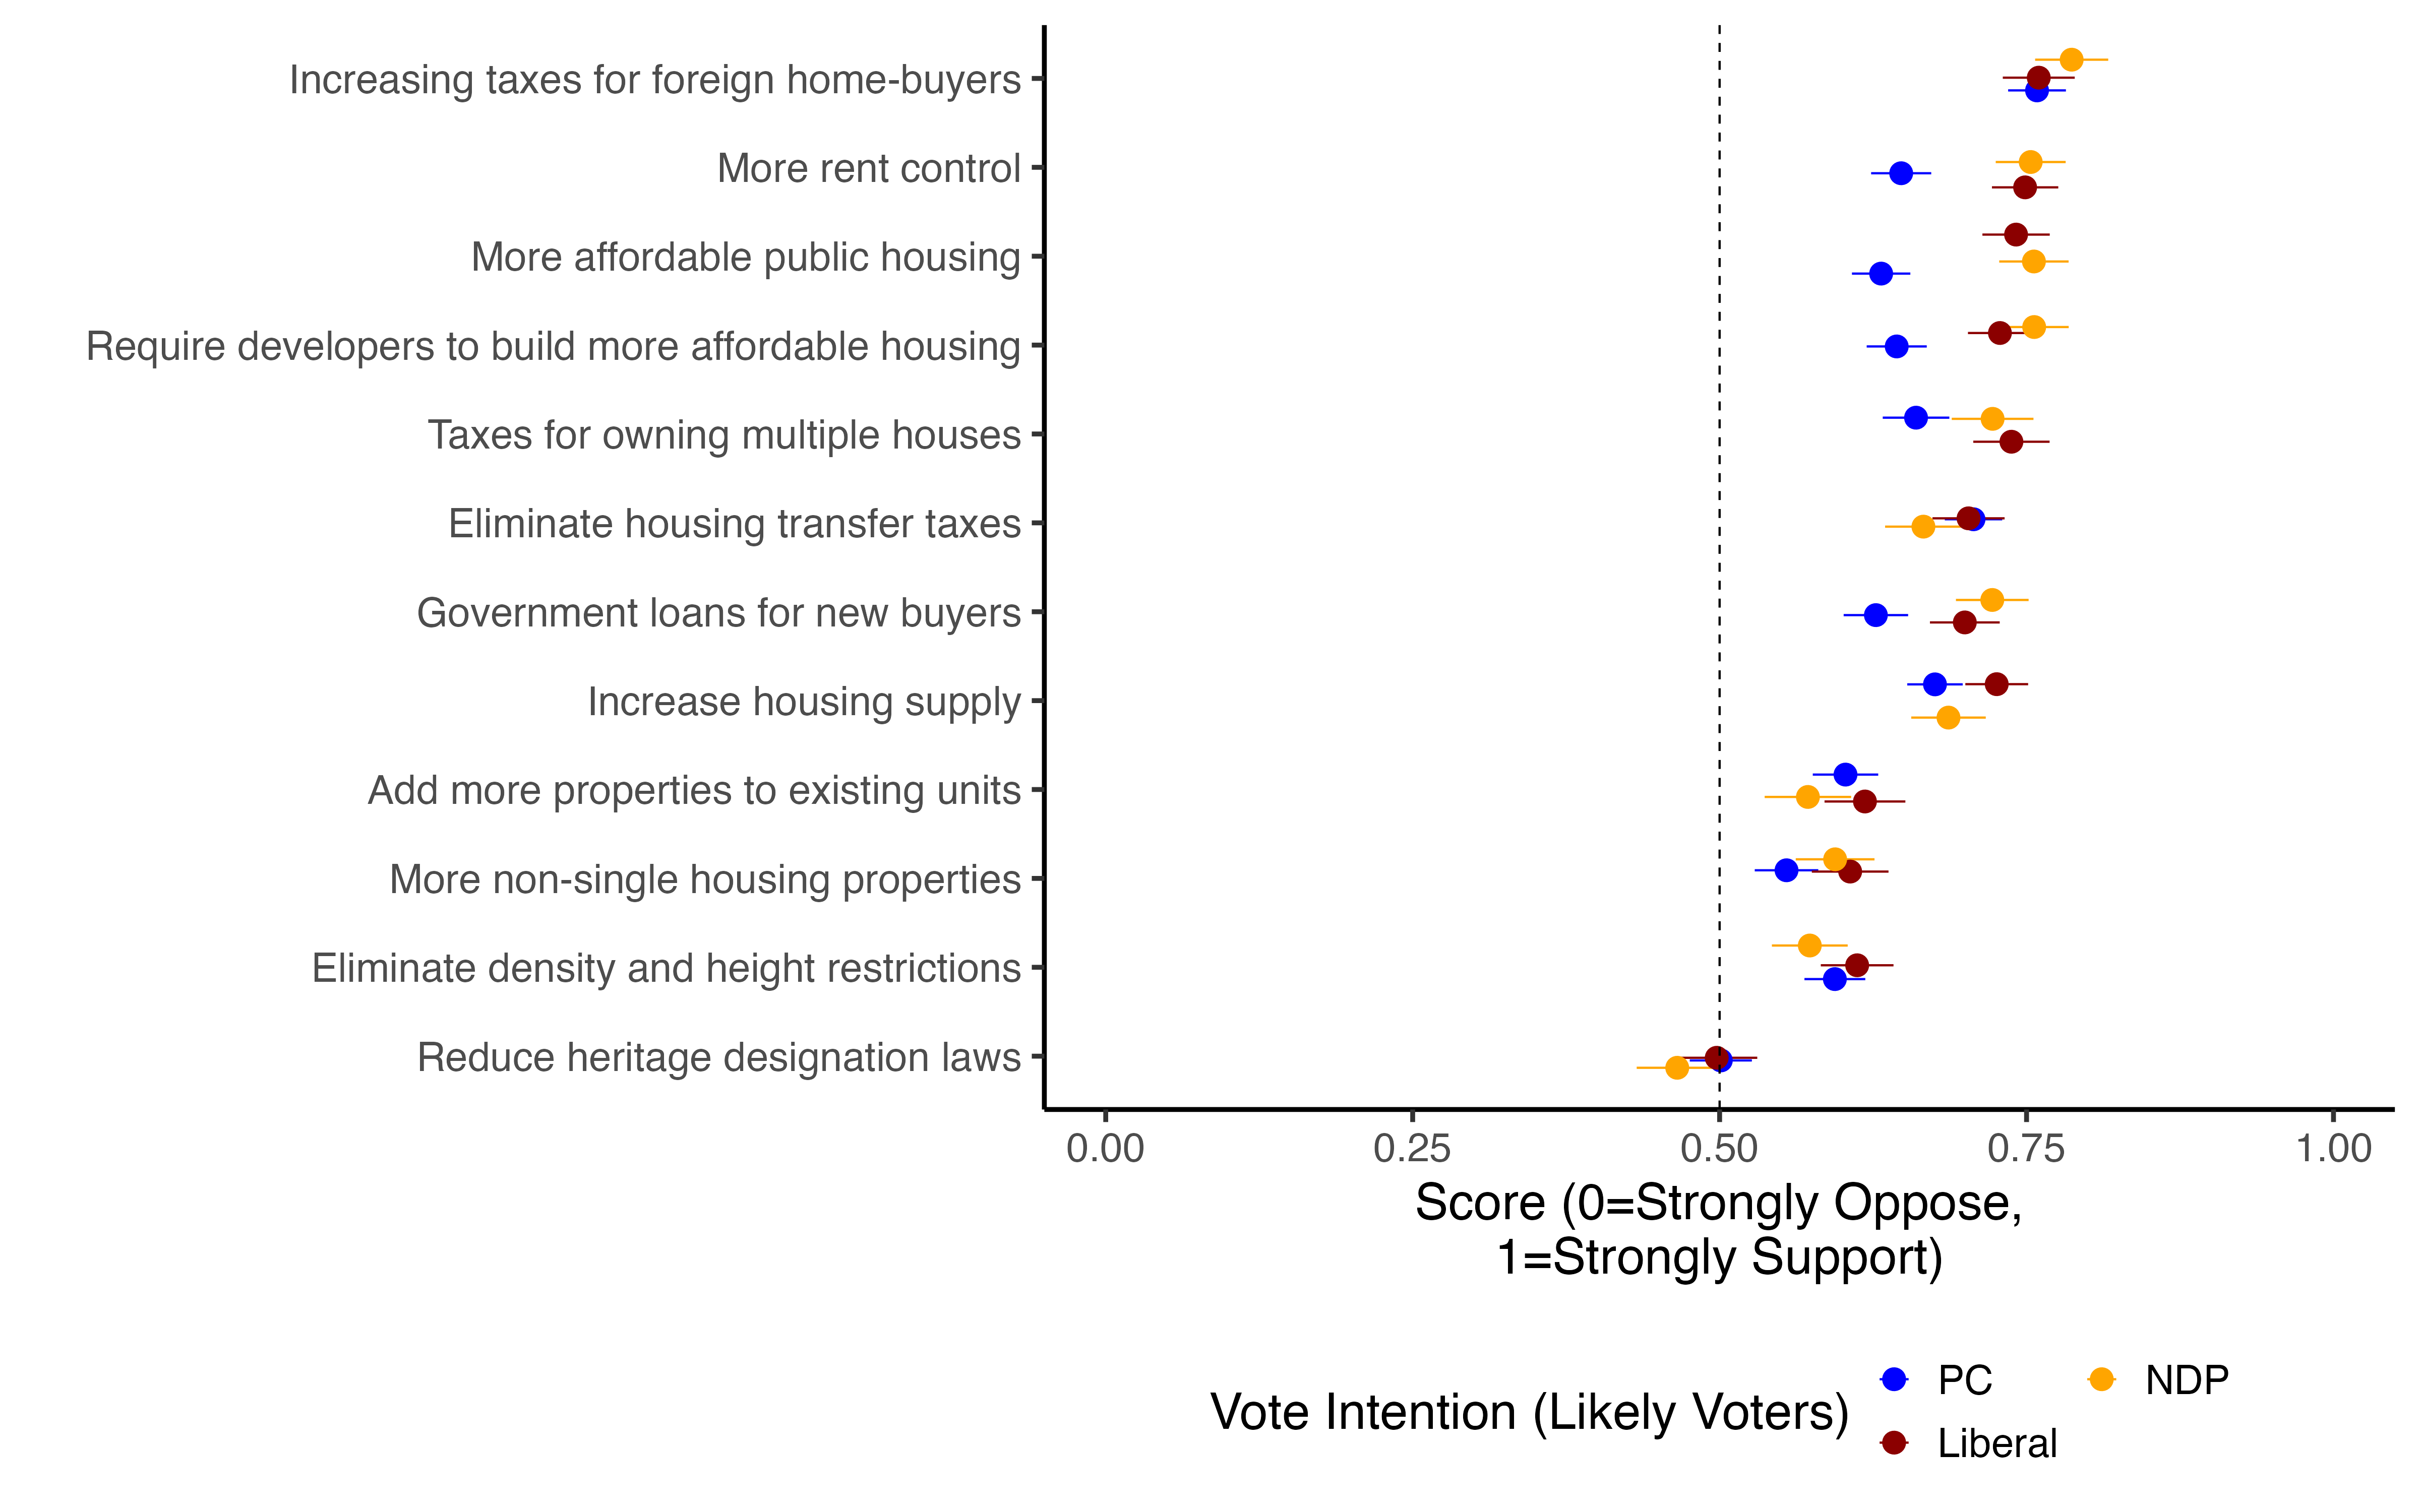 Increasing taxes for foreign home-buyers
More rent control
More affordable public housing
Require developers to build more affordable housing
Taxes for owning multiple houses
Eliminate housing transfer taxes
Government loans for new buyers
Increase housing supply
Add more properties to existing units
More non-single housing properties
Eliminate density and height restrictions
Reduce heritage designation laws
0.00 0.25 0.50 0.75 1.00
Score (0=Strongly Oppose,
1=Strongly Support)
Vote Intention (Likely Voters)
PC NDP
Liberal